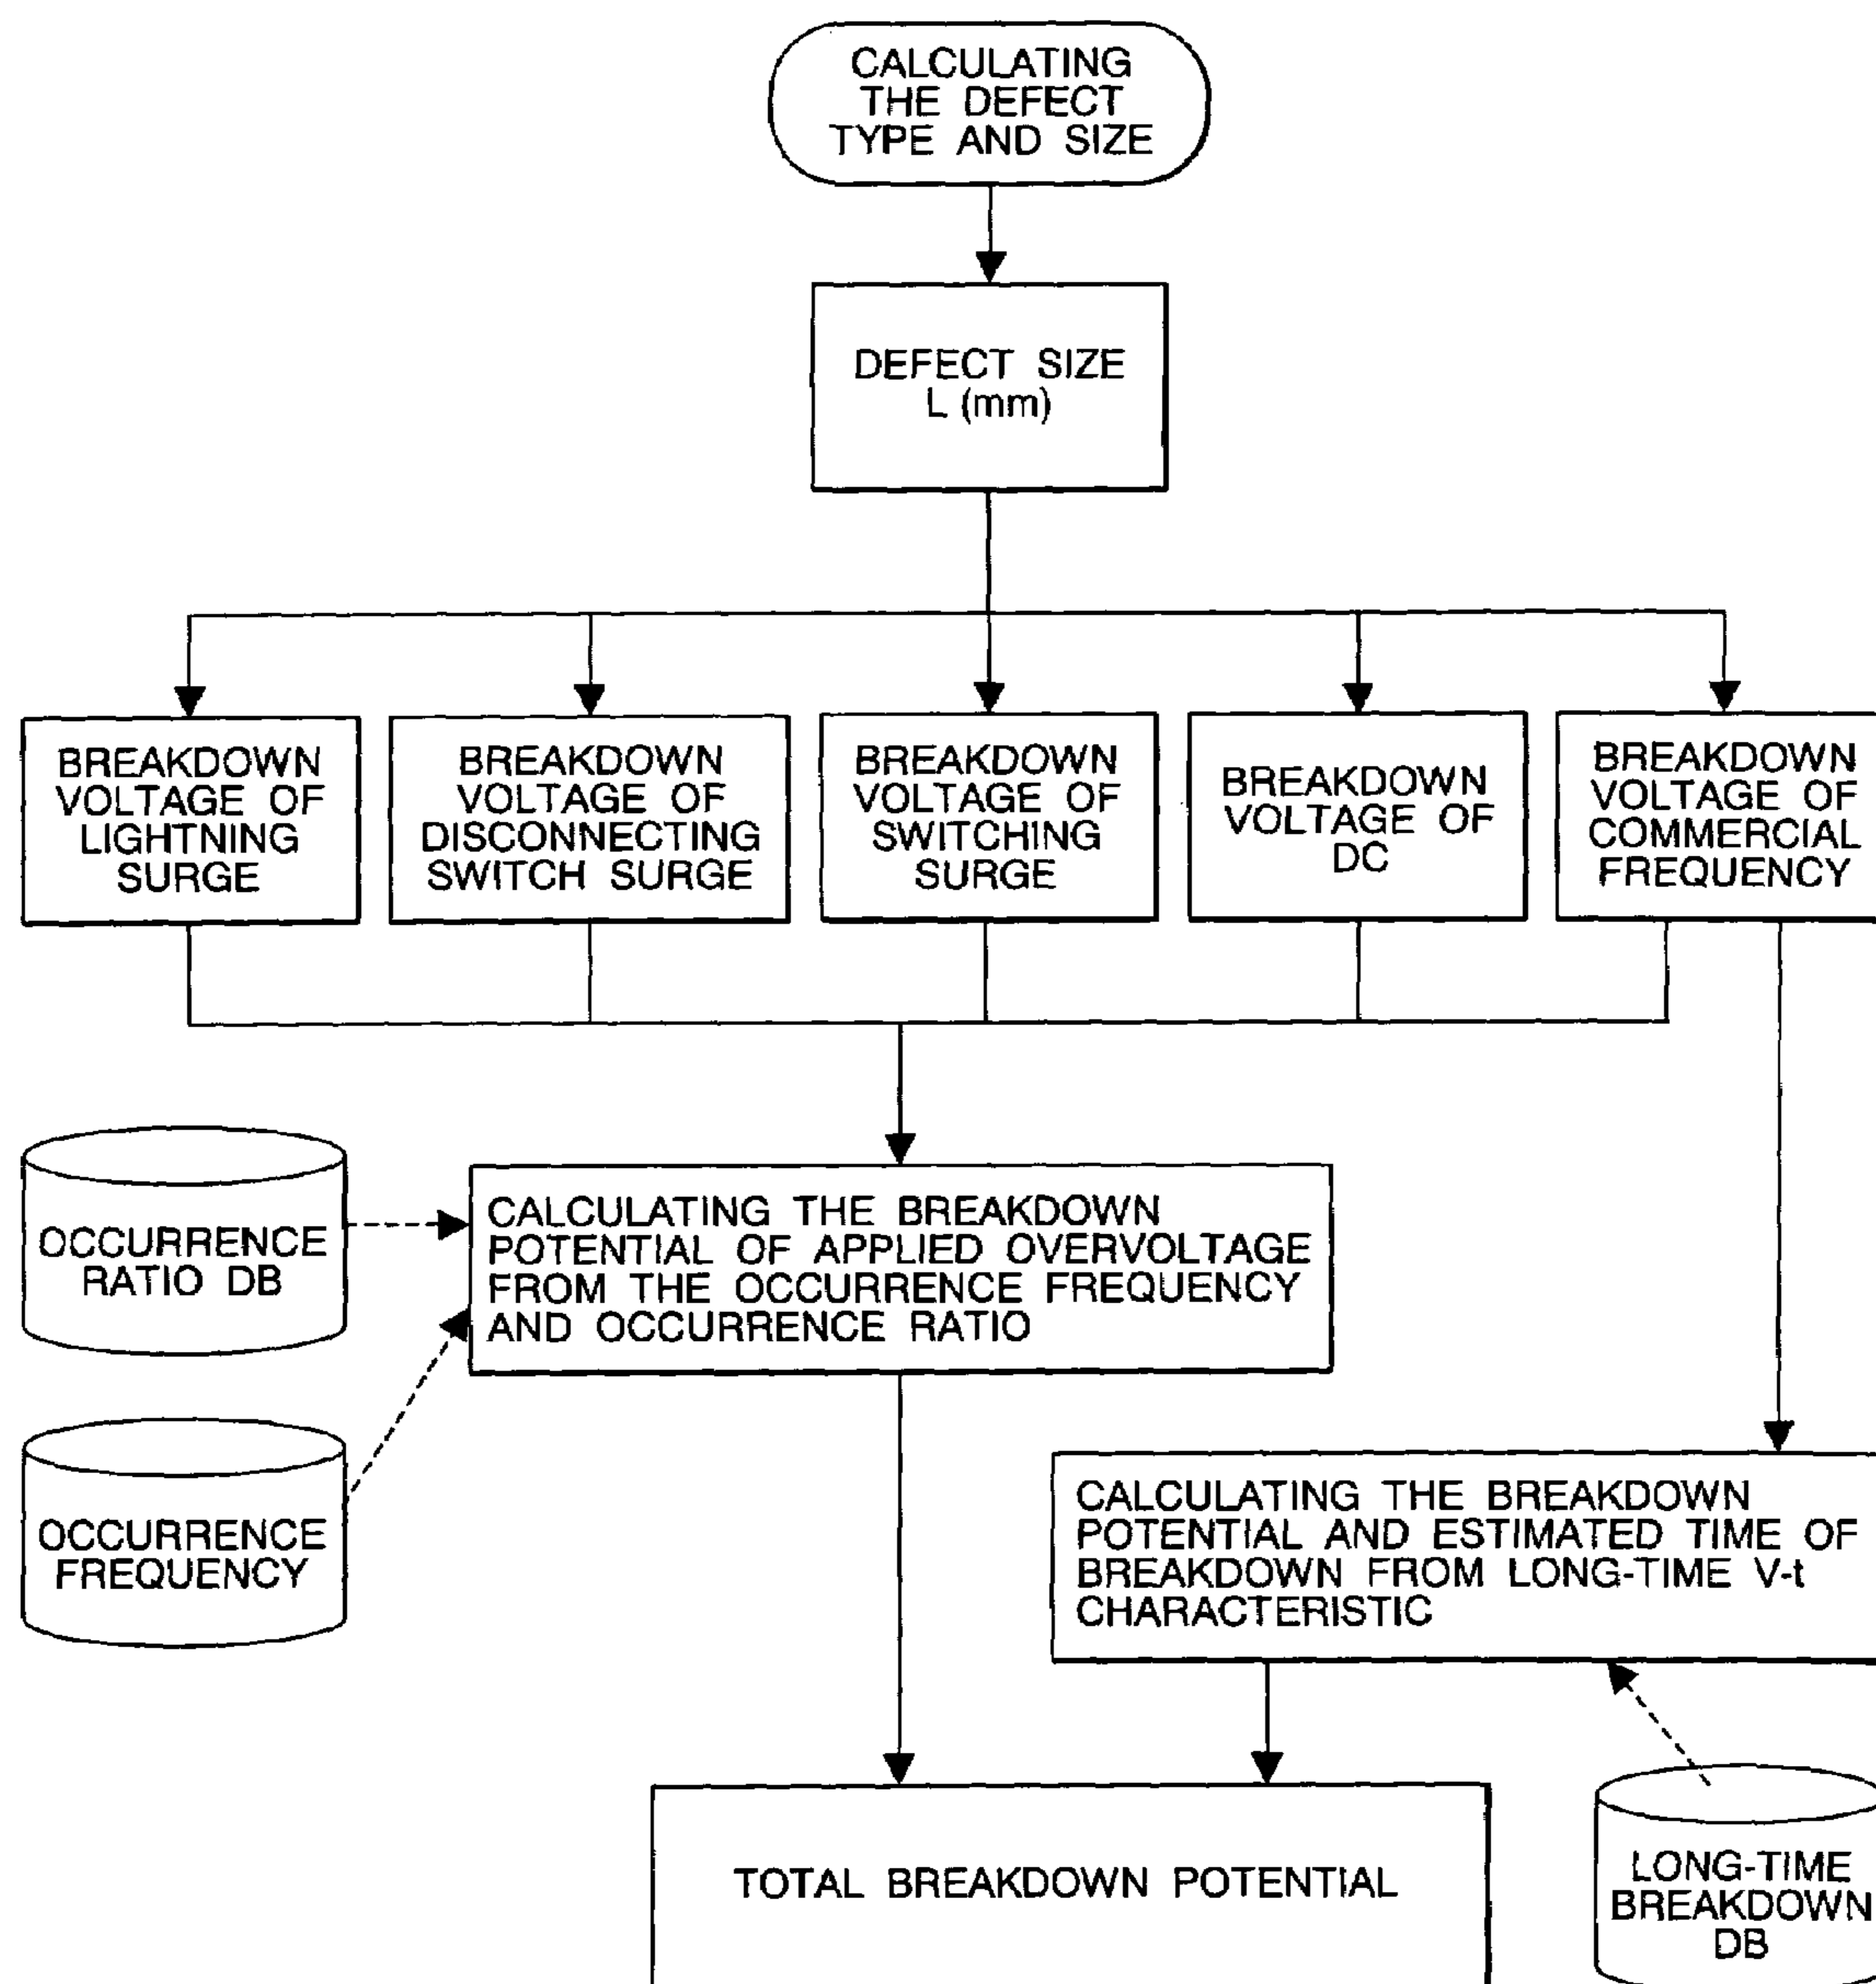 CALCULATING
THE DEFECT
TYPE AND SIZE
DEFECT SIZE
L (mm)
BREAKDOWN
VOLTAGE OF
LIGHTNING
SURGE
BREAKDOWN
VOLTAGE OF
DISCONNECTING
SWITCH SURGE
BREAKDOWN
VOLTAGE OF
SWITCHING
SURGE
BREAKDOWN
VOLTAGE OF
DC
BREAKDOWN
VOLTAGE OF
COMMERCIAL
FREQUENCY
OCCURRENCE
RATIO DB
CALCULATING THE BREAKDOWN
POTENTIAL OF APPLIED OVERVOLTAGE
FROM THE OCCURRENCE FREQUENCY
AND OCCURRENCE RATIO
OCCURRENCE
FREQUENCY
CALCULATING THE BREAKDOWN
POTENTIAL AND ESTIMATED TIME OF
BREAKDOWN FROM LONG-TIME V-t
CHARACTERISTIC
TOTAL BREAKDOWN POTENTIAL
LONG-TIME
BREAKDOWN
DB